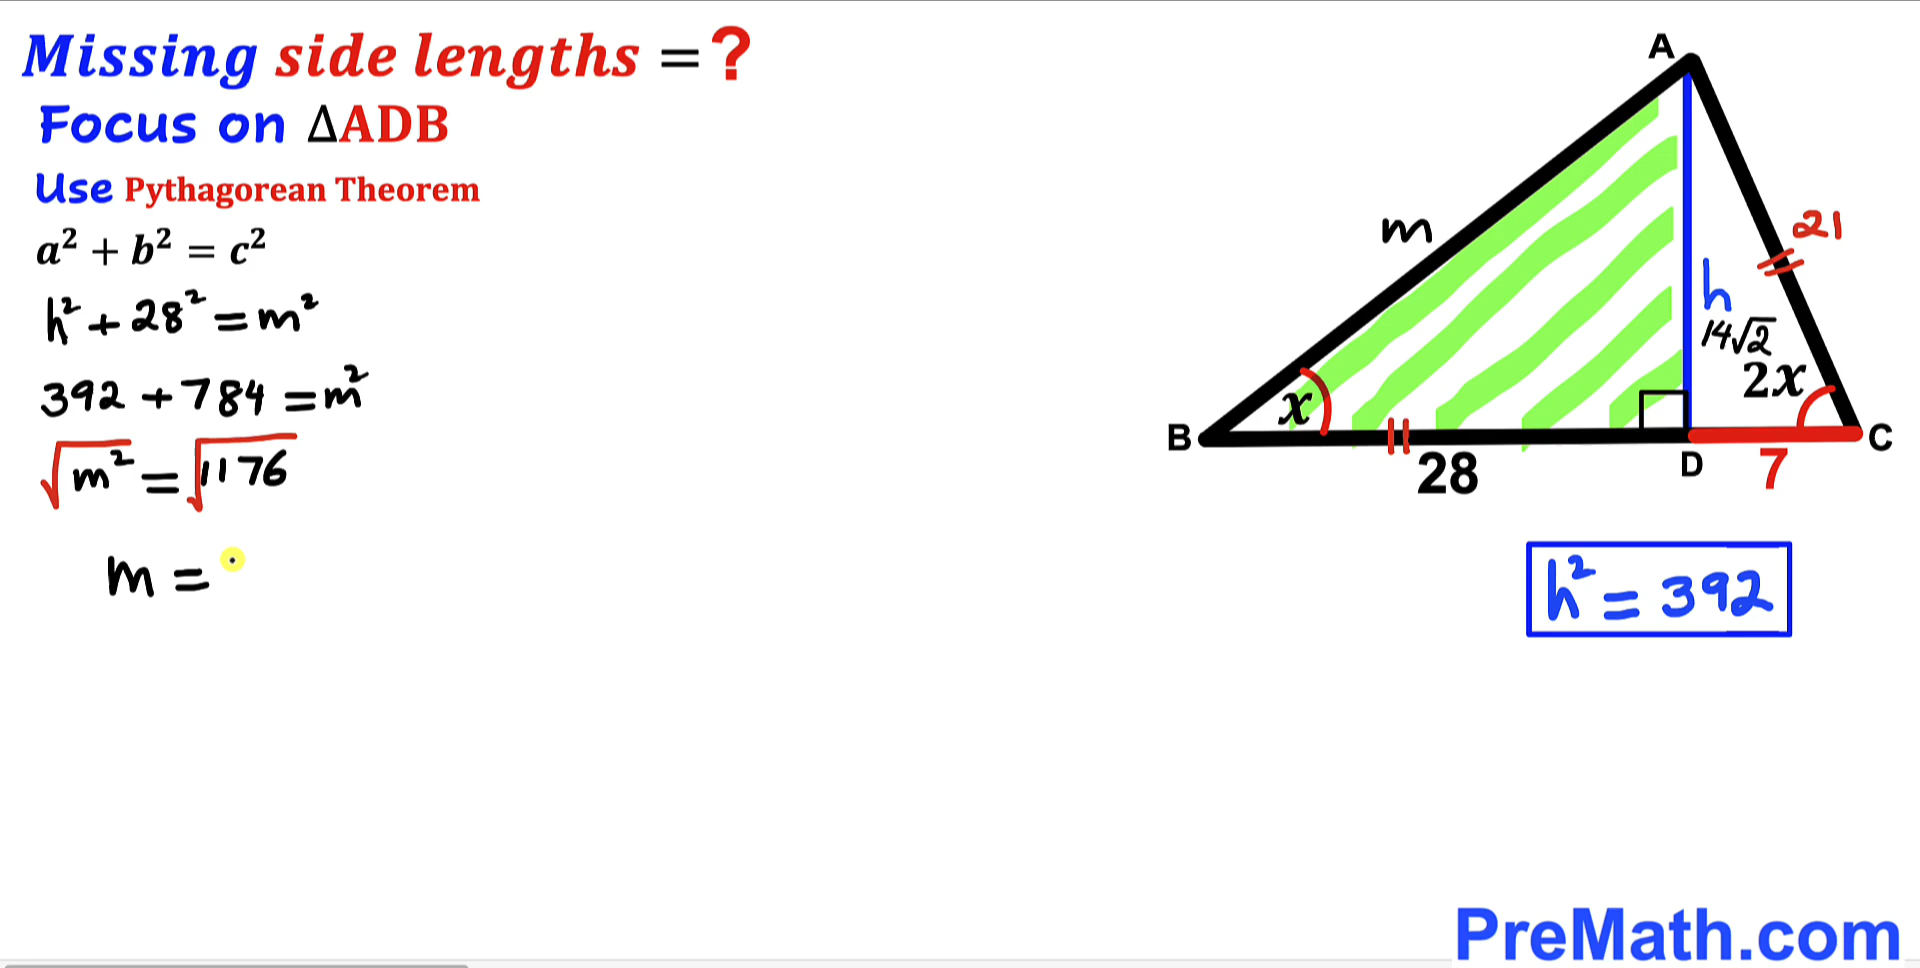 Missing side lengths = ?
Focus on ΔADB
Use Pythagorean Theorem
a² + b² = c²
h² + 28² = m²
392 + 784 = m²
√m² = √1176
m =
A
m
21
h
14√2
2x
x
B
28
D
7
C
h² = 392
PreMath.com